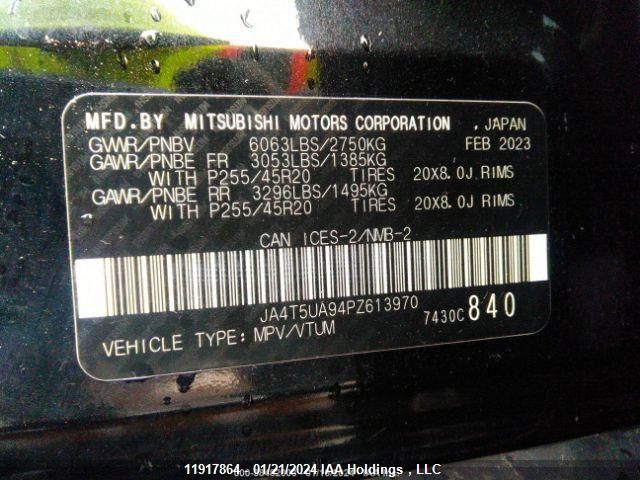 MFD.BY MITSUBISHI MOTORS CORPORATION , JAPAN
GVWR/PNBV 6063LBS/2750KG FEB 2023
GAWR/PNBE FR 3053LBS/1385KG
WITH P255/45R20 TIRES 20X8.0J RIMS
GAWR/PNBE RR 3296LBS/1495KG
WITH P255/45R20 TIRES 20X8.0J RIMS
CAN ICES-2/NMB-2
JA4T5UA94PZ613970
7430C 840
VEHICLE TYPE: MPV/VTUM
11917864 01/21/2024 IAA Holdings , LLC